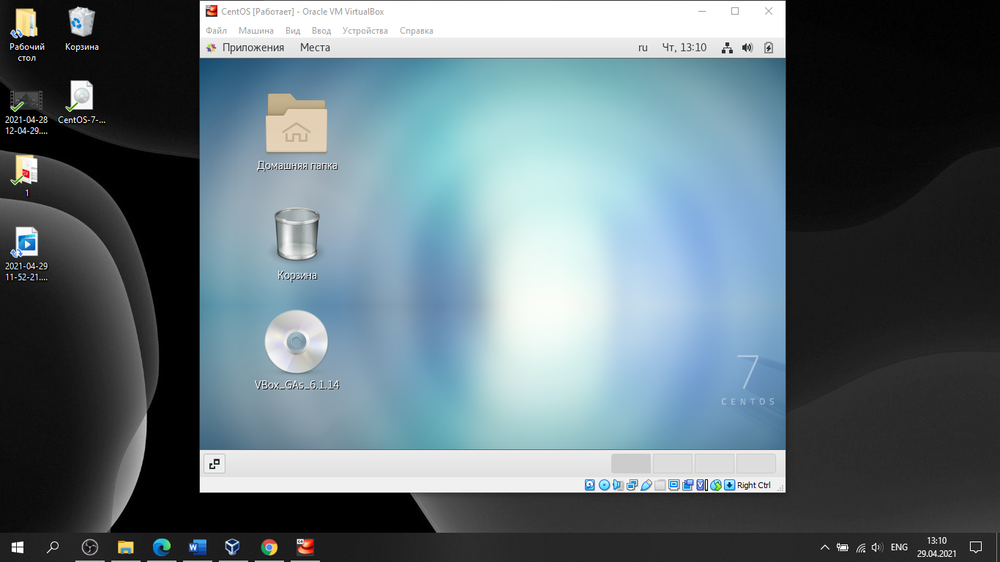 CentOS [Работает] - Oracle VM VirtualBox
Файл Машина Вид Ввод Устройства Справка
Приложения Места ru Чт, 13:10
Домашняя папка
Корзина
VBox_GAs_6.1.14
7
CENTOS
Right Ctrl
Рабочий
стол
Корзина
2021-04-28
12-04-29....
CentOS-7-...
1
2021-04-29
11-52-21....
ENG
13:10
29.04.2021